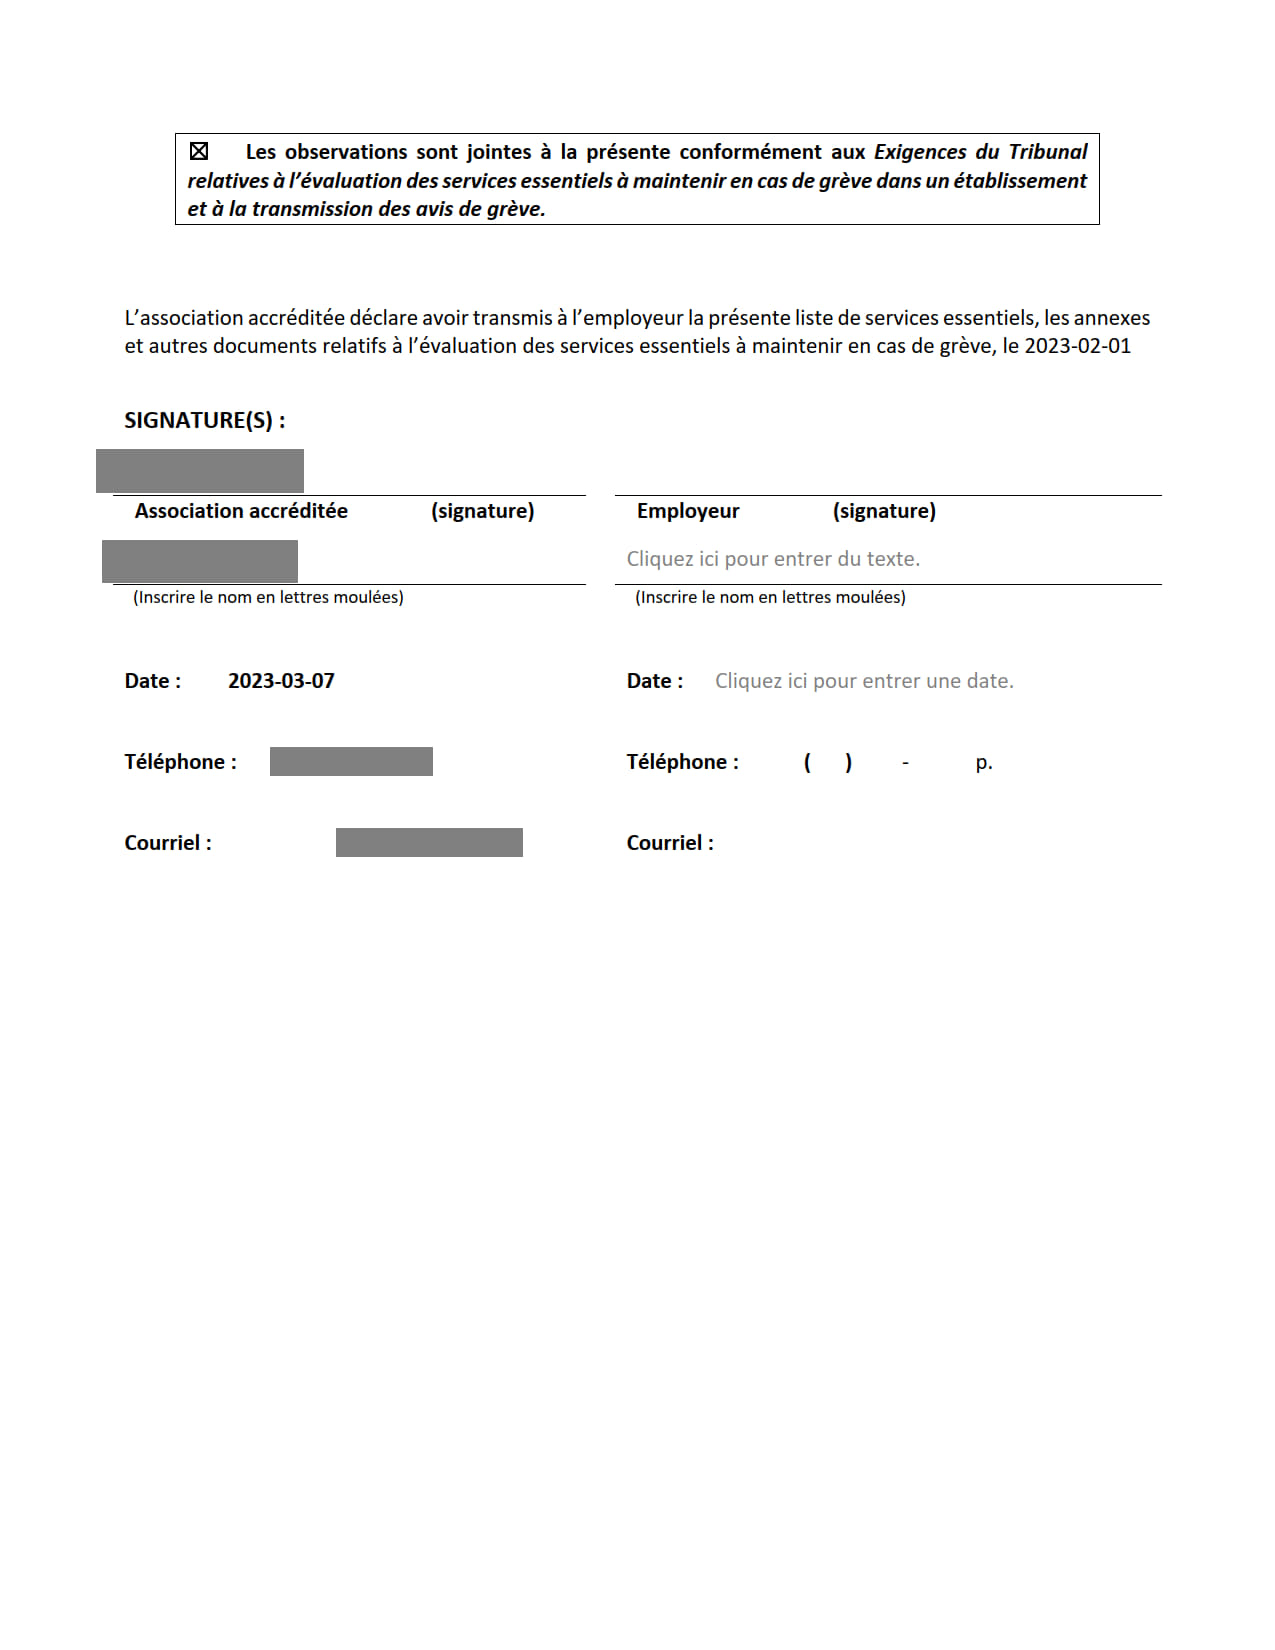 ☒ Les observations sont jointes à la présente conformément aux Exigences du Tribunal
relatives à l’évaluation des services essentiels à maintenir en cas de grève dans un établissement
et à la transmission des avis de grève.
L’association accréditée déclare avoir transmis à l’employeur la présente liste de services essentiels, les annexes
et autres documents relatifs à l’évaluation des services essentiels à maintenir en cas de grève, le 2023-02-01
SIGNATURE(S) :
Association accréditée (signature) Employeur (signature)
Cliquez ici pour entrer du texte.
(Inscrire le nom en lettres moulées) (Inscrire le nom en lettres moulées)
Date : 2023-03-07 Date : Cliquez ici pour entrer une date.
Téléphone : Téléphone : ( ) - p.
Courriel : Courriel :